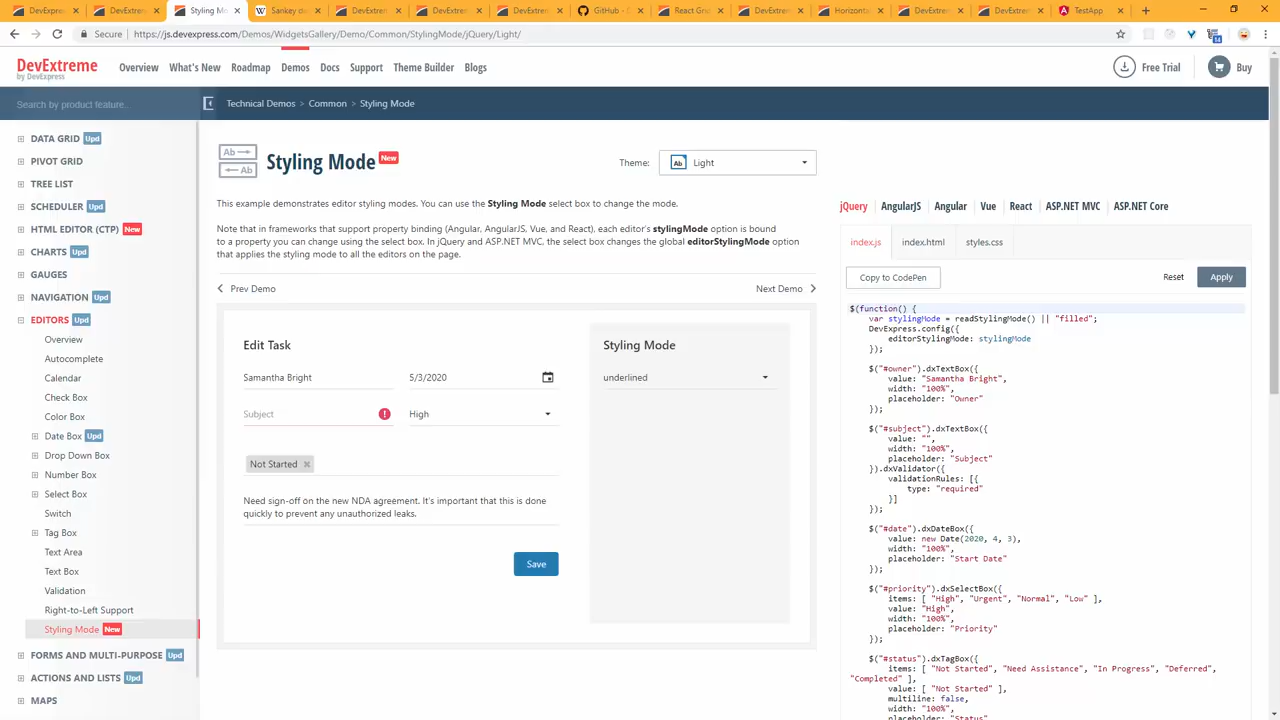 DevExpre
DevExtrem
Styling M
Sankey de
DevExtrem
DevExtrem
DevExtrem
GitHub - S
React Grid
DevExtrem
Horizonta
DevExtrem
DevExtrem
TestApp
Secure https://js.devexpress.com/Demos/WidgetsGallery/Demo/Common/StylingMode/jQuery/Light/
DevExtreme
by DevExpress
Overview What's New Roadmap Demos Docs Support Theme Builder Blogs
Free Trial Buy
Search by product feature...
Technical Demos > Common > Styling Mode
DATA GRID Upd
PIVOT GRID
TREE LIST
SCHEDULER Upd
HTML EDITOR (CTP) New
CHARTS Upd
GAUGES
NAVIGATION Upd
EDITORS Upd
Overview
Autocomplete
Calendar
Check Box
Color Box
Date Box Upd
Drop Down Box
Number Box
Select Box
Switch
Tag Box
Text Area
Text Box
Validation
Right-to-Left Support
Styling Mode New
FORMS AND MULTI-PURPOSE Upd
ACTIONS AND LISTS Upd
MAPS
Ab
Ab
Styling Mode New
Theme: Ab Light
This example demonstrates editor styling modes. You can use the Styling Mode select box to change the mode.
Note that in frameworks that support property binding (Angular, AngularJS, Vue, and React), each editor's stylingMode option is bound
to a property you can change using the select box. In jQuery and ASP.NET MVC, the select box changes the global editorStylingMode option
that applies the styling mode to all the editors on the page.
Prev Demo Next Demo
Edit Task
Samantha Bright 5/3/2020
Subject ! High
Not Started ×
Need sign-off on the new NDA agreement. It's important that this is done
quickly to prevent any unauthorized leaks.
Save
Styling Mode
underlined
jQuery AngularJS Angular Vue React ASP.NET MVC ASP.NET Core
index.js index.html styles.css
Copy to CodePen Reset Apply
$(function() {
var stylingMode = readStylingMode() || "filled";
DevExpress.config({
editorStylingMode: stylingMode
});
$("#owner").dxTextBox({
value: "Samantha Bright",
width: "100%",
placeholder: "Owner"
});
$("#subject").dxTextBox({
value: "",
width: "100%",
placeholder: "Subject"
}).dxValidator({
validationRules: [{
type: "required"
}]
});
$("#date").dxDateBox({
value: new Date(2020, 4, 3),
width: "100%",
placeholder: "Start Date"
});
$("#priority").dxSelectBox({
items: [ "High", "Urgent", "Normal", "Low" ],
value: "High",
width: "100%",
placeholder: "Priority"
});
$("#status").dxTagBox({
items: [ "Not Started", "Need Assistance", "In Progress", "Deferred",
"Completed" ],
value: [ "Not Started" ],
multiline: false,
width: "100%",
placeholder: "Status"